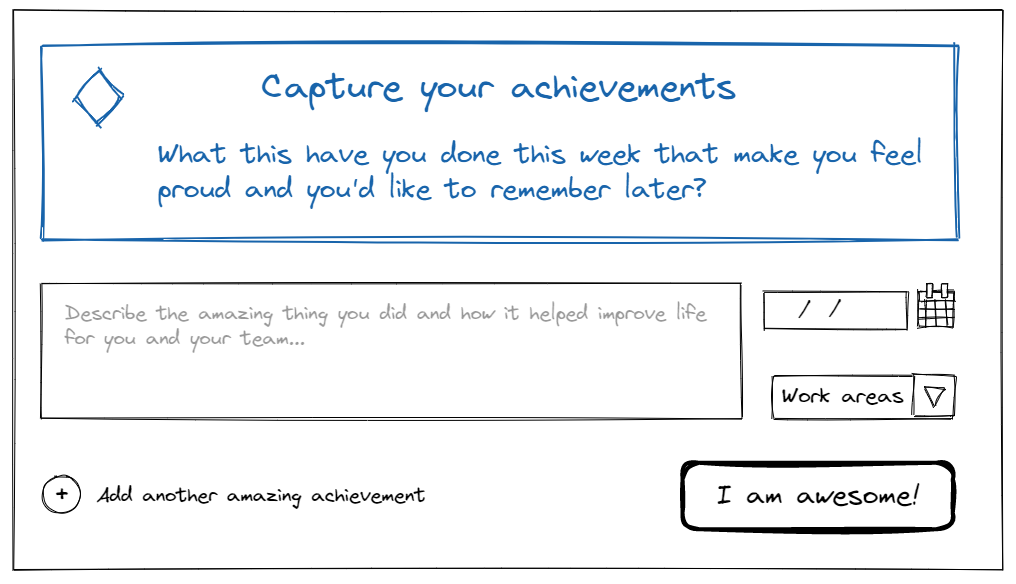 Capture your achievements
What this have you done this week that make you feel
proud and you'd like to remember later?
Describe the amazing thing you did and how it helped improve life
for you and your team...
/ /
Work areas
+ Add another amazing achievement
I am awesome!